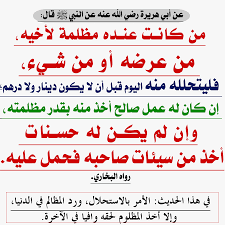 عن أبي هريرة رضي الله عنه عن النبي ﷺ قال:
من كانت عنده مظلمة لأخيه،
من عرضه أو من شيء،
فليتحلله منه اليوم قبل أن لا يكون دينار ولا درهم؛
إن كان له عمل صالح أخذ منه بقدر مظلمته،
وإن لم يكن له حسنات
أخذ من سيئات صاحبه فحمل عليه.
رواه البخاري.
في هذا الحديث: الأمر بالاستحلال، ورد المظالم في الدنيا،
وإلا أخذ المظلوم لحقه وافيا في الآخرة.